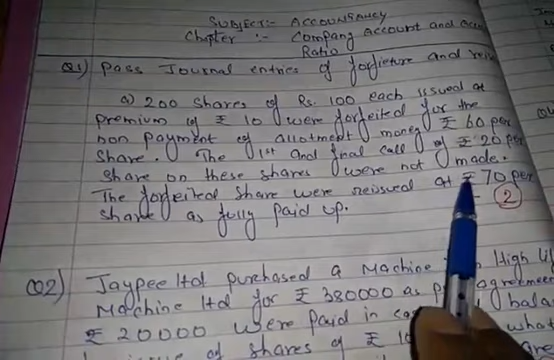 SUBJECT:- ACCOUNTANCY
Chapter :- Company Account and
Ratio
Q1) Pass Journal entries of forfieture and
a) 200 Shares of Rs. 100 each issued at
premium of ₹ 10 were forfeited for the
non payment of allotment money ₹ 60 per
share. The 1st and final call of ₹ 20 per
share on these shares were not made.
The forfeited share were reissued at ₹ 70 per
share as fully paid up. 2
Q2) Jaypee ltd purchased a Machine High
Machine ltd for ₹ 380000 as
₹ 20000 were paid in
of shares of ₹